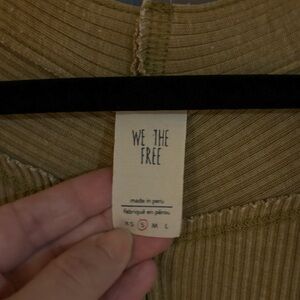 WE THE
FREE
made in peru
fabriqué en pérou
XS S M L